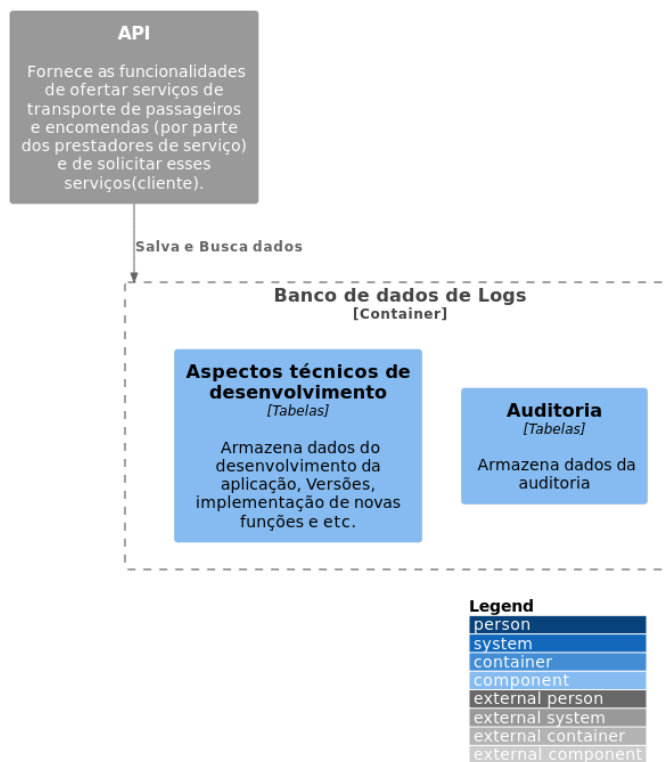 API
Fornece as funcionalidades
de ofertar serviços de
transporte de passageiros
e encomendas (por parte
dos prestadores de serviço)
e de solicitar esses
serviços(cliente).
Salva e Busca dados
Banco de dados de Logs
[Container]
Aspectos técnicos de
desenvolvimento
[Tabelas]
Armazena dados do
desenvolvimento da
aplicação, Versões,
implementação de novas
funções e etc.
Auditoria
[Tabelas]
Armazena dados da
auditoria
Legend
person
system
container
component
external person
external system
external container
external component